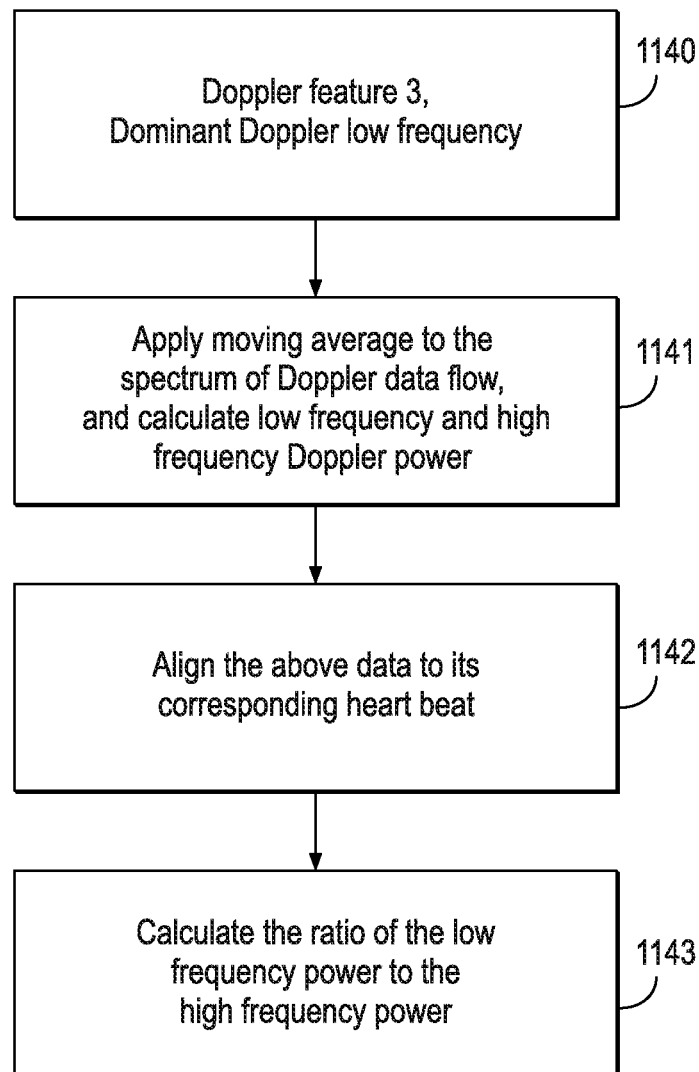 1140
Doppler feature 3,
Dominant Doppler low frequency
1141
Apply moving average to the
spectrum of Doppler data flow,
and calculate low frequency and high
frequency Doppler power
1142
Align the above data to its
corresponding heart beat
1143
Calculate the ratio of the low
frequency power to the
high frequency power